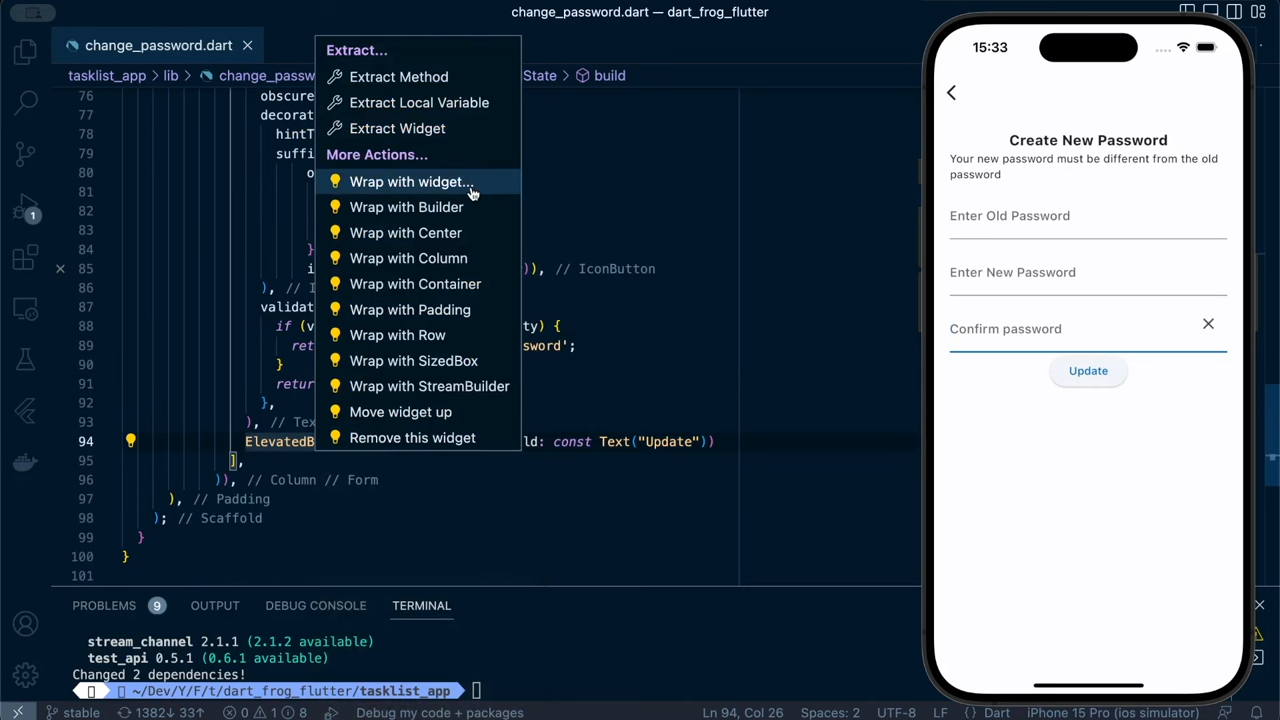 change_password.dart — dart_frog_flutter
change_password.dart
tasklist_app > lib > change_passw
State > build
76 obscure
77 decorat
78 hintT
79 suffi
80 o
81
82
83
84 }
85 i )), // IconButton
86 ), // I
87 validat
88 if (v ty) {
89 ret sword';
90 }
91 return
92 },
93 ), // Tex
94 ElevatedB ld: const Text("Update"))
95 ],
96 )), // Column // Form
97 ), // Padding
98 ); // Scaffold
99 }
100 }
101
Extract...
Extract Method
Extract Local Variable
Extract Widget
More Actions...
Wrap with widget...
Wrap with Builder
Wrap with Center
Wrap with Column
Wrap with Container
Wrap with Padding
Wrap with Row
Wrap with SizedBox
Wrap with StreamBuilder
Move widget up
Remove this widget
1
PROBLEMS 9 OUTPUT DEBUG CONSOLE TERMINAL
stream_channel 2.1.1 (2.1.2 available)
test_api 0.5.1 (0.6.1 available)
Changed 2 dependencies!
~/Dev/Y/F/t/dart_frog_flutter/tasklist_app
stable 1382↓ 33↑ 0 1 8 Debug my code + packages Ln 94, Col 26 Spaces: 2 UTF-8 LF {} Dart iPhone 15 Pro (ios simulator)
15:33
Create New Password
Your new password must be different from the old
password
Enter Old Password
Enter New Password
Confirm password
Update